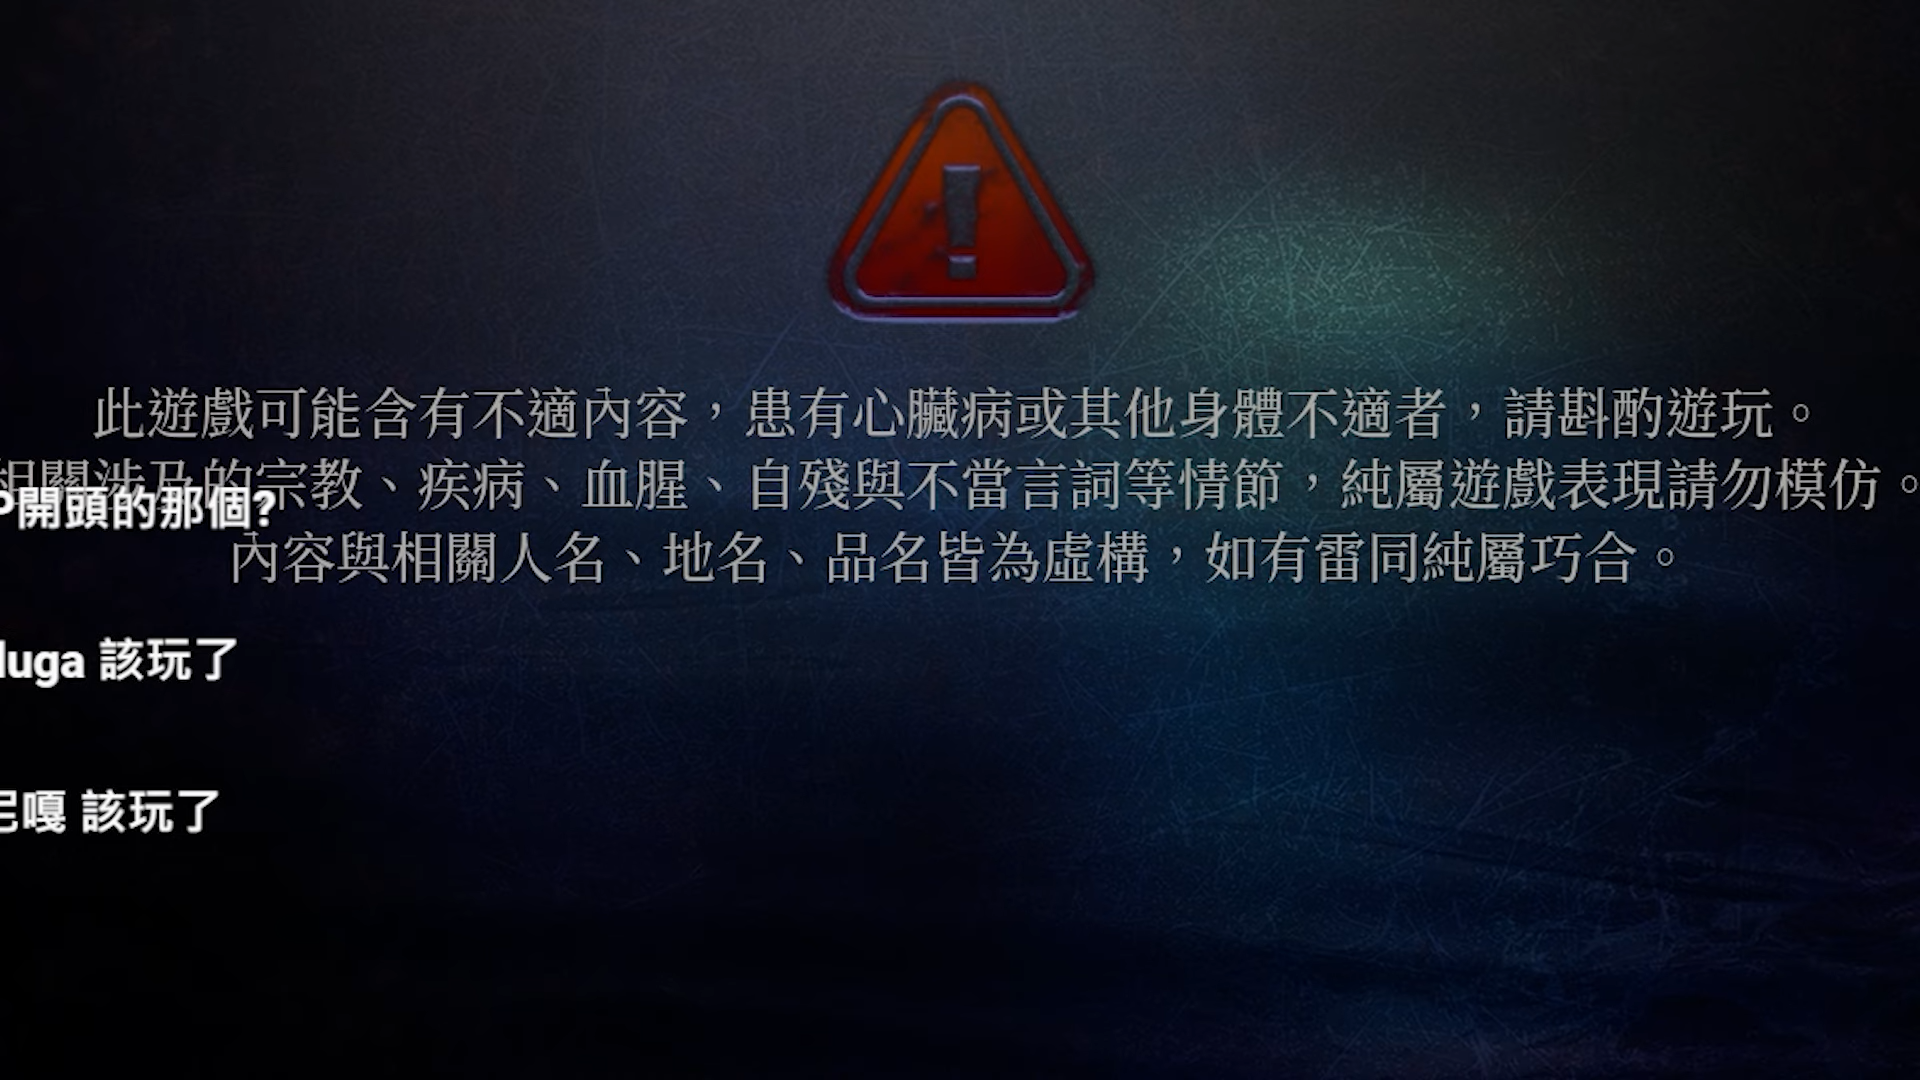 此遊戲可能含有不適內容，患有心臟病或其他身體不適者，請斟酌遊玩。
相關涉及的宗教、疾病、血腥、自殘與不當言詞等情節，純屬遊戲表現請勿模仿。
P開頭的那個?
內容與相關人名、地名、品名皆為虛構，如有雷同純屬巧合。
luga 該玩了
尼嘎 該玩了